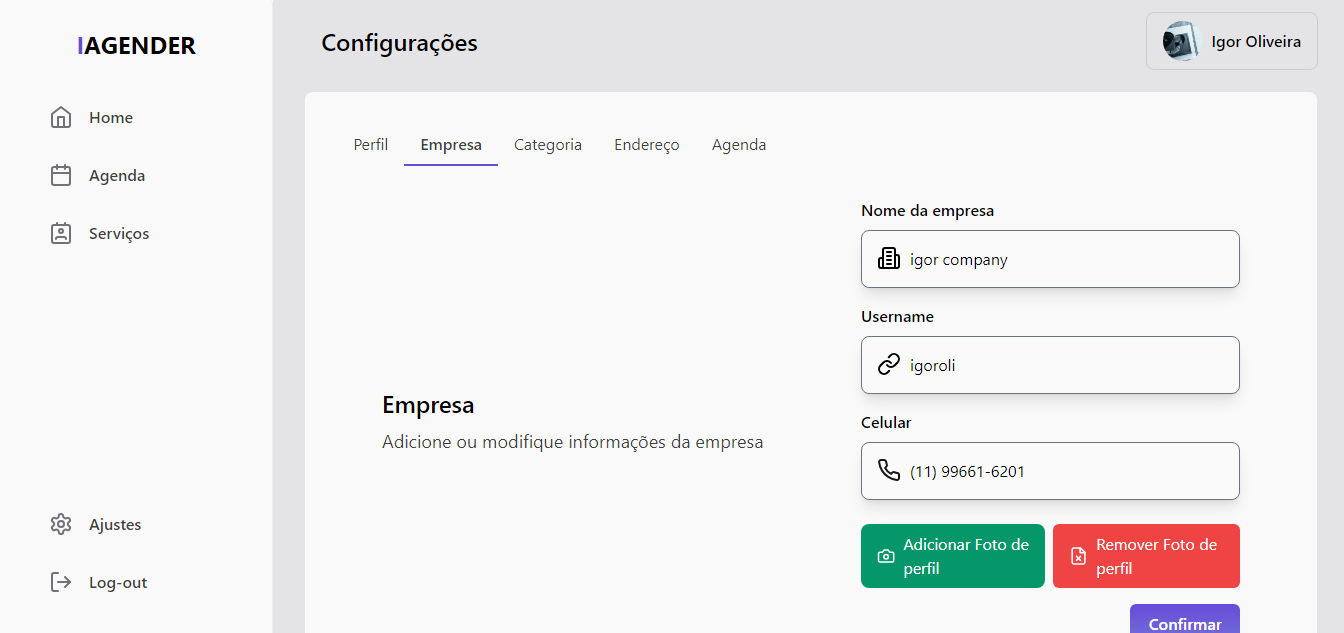 IAGENDER
Home
Agenda
Serviços
Ajustes
Log-out
Configurações
Igor Oliveira
Perfil
Empresa
Categoria
Endereço
Agenda
Empresa
Adicione ou modifique informações da empresa
Nome da empresa
igor company
Username
igoroli
Celular
(11) 99661-6201
Adicionar Foto de
perfil
Remover Foto de
perfil
Confirmar